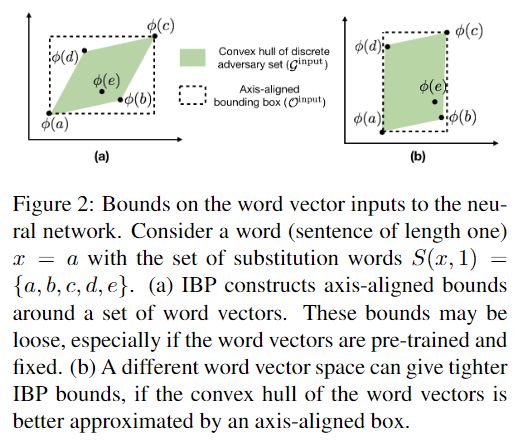 ϕ(c)
ϕ(d)
ϕ(e)
ϕ(b)
ϕ(a)
(a)
Convex hull of discrete
adversary set (𝒢^input)
Axis-aligned
bounding box (𝒪^input)
ϕ(c)
ϕ(d)
ϕ(e)
ϕ(a)
ϕ(b)
(b)
Figure 2: Bounds on the word vector inputs to the neu-
ral network. Consider a word (sentence of length one)
x = a with the set of substitution words S(x, 1) =
{a, b, c, d, e}. (a) IBP constructs axis-aligned bounds
around a set of word vectors. These bounds may be
loose, especially if the word vectors are pre-trained and
fixed. (b) A different word vector space can give tighter
IBP bounds, if the convex hull of the word vectors is
better approximated by an axis-aligned box.